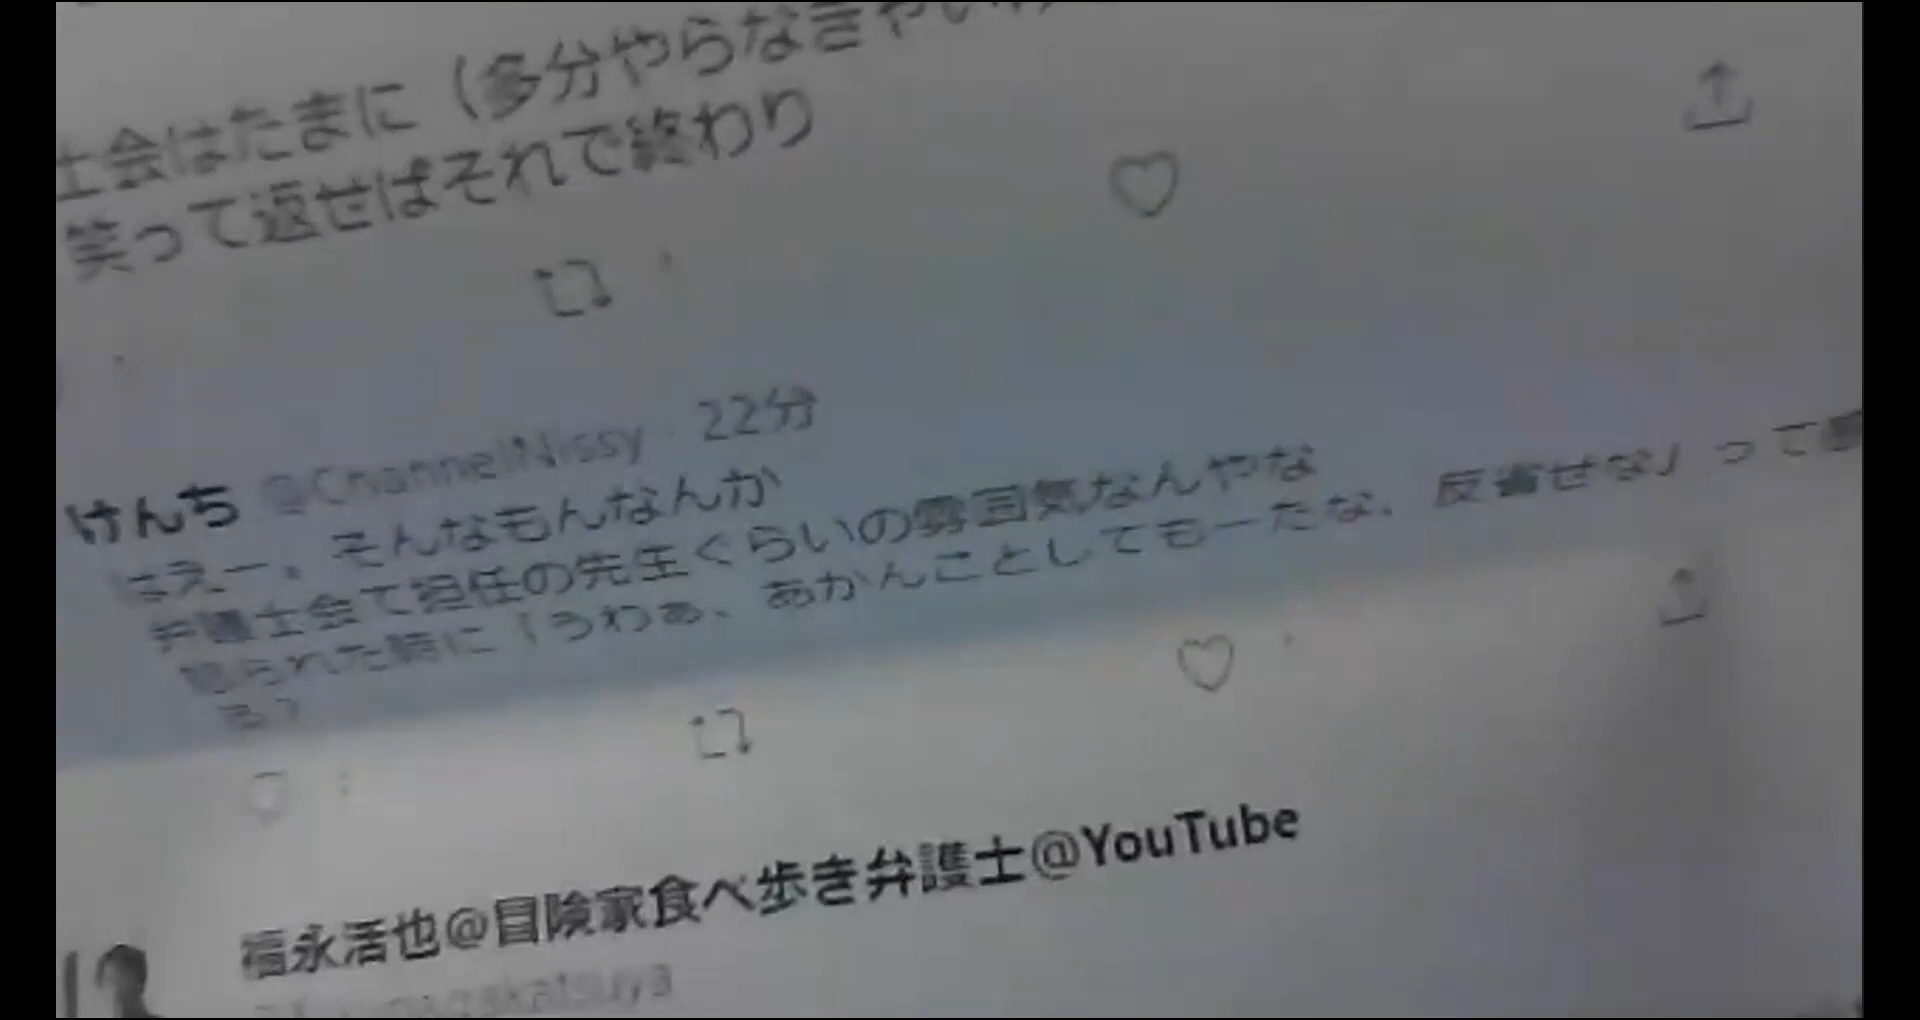 士会はたまに（多分やらなきゃい
笑って返せばそれで終わり
けんち @ChannelNissy · 22分
はえー。そんなもんなんか
弁護士会て担任の先生ぐらいの雰囲気なんやな
怒られた時に「うわぁ、あかんことしてもーたな、反省せな」って感
る？
福永活也@冒険家食べ歩き弁護士@YouTube